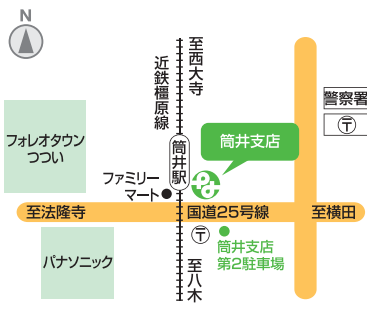 N
至西大寺
近鉄橿原線
警察署
〒
筒井支店
フォレオタウン
つつい
筒井駅
ファミリー
マート
至法隆寺
国道25号線
至横田
〒
筒井支店
第2駐車場
パナソニック
至八木